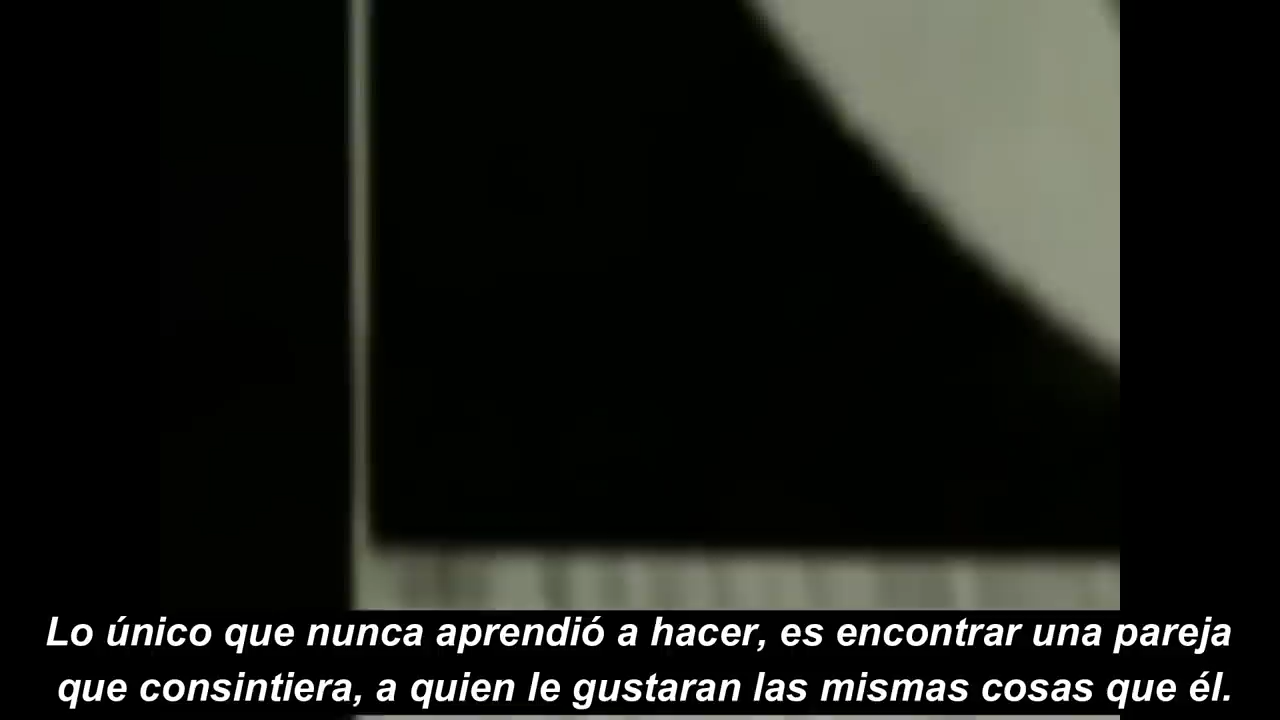 Lo único que nunca aprendió a hacer, es encontrar una pareja
que consintiera, a quien le gustaran las mismas cosas que él.